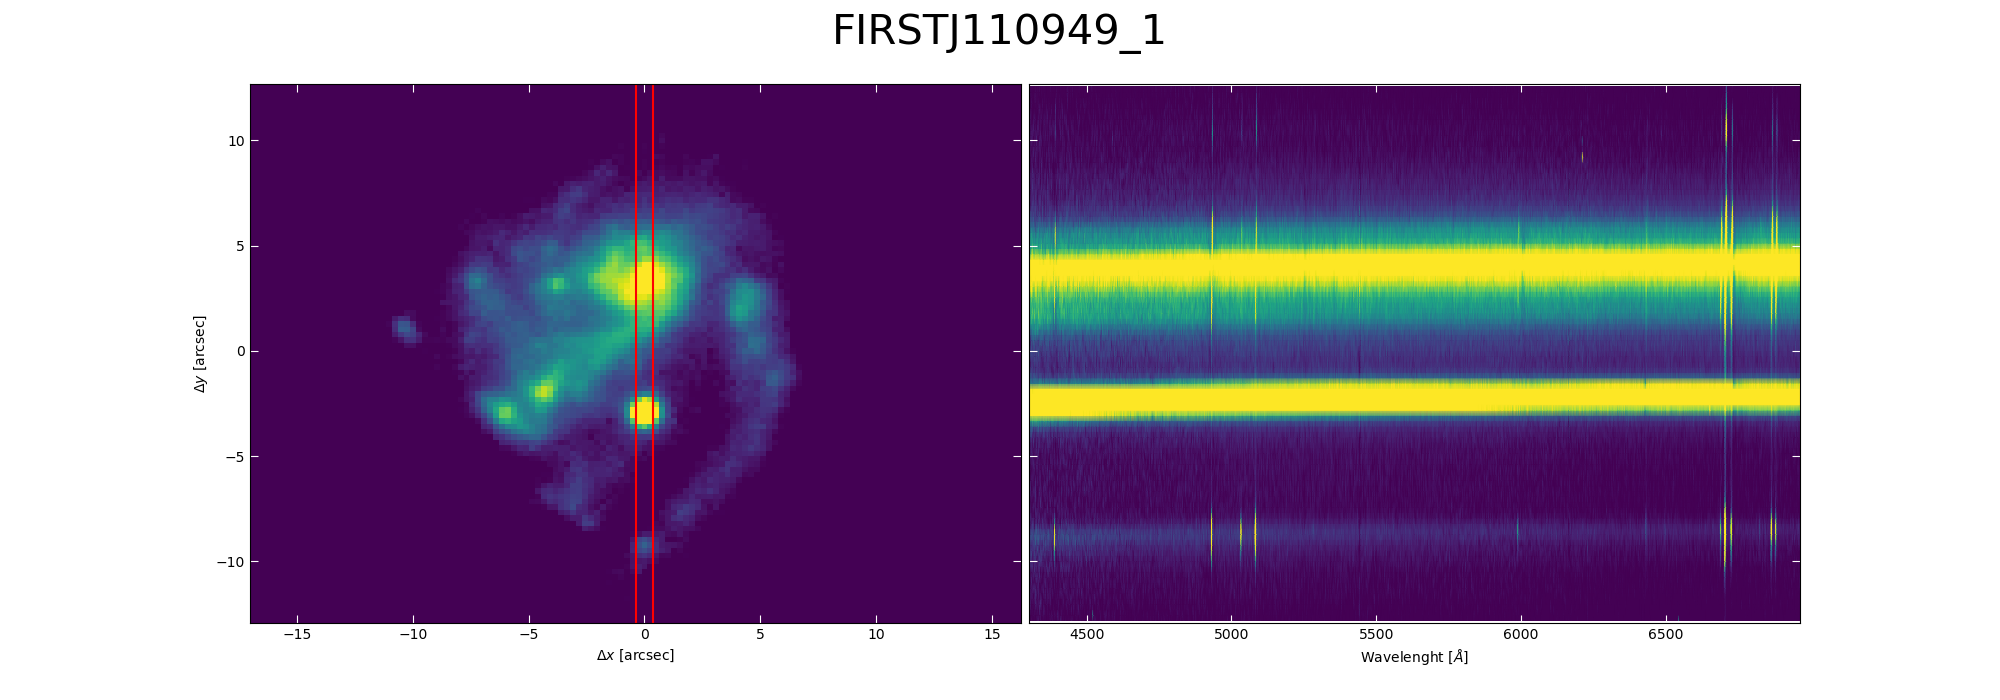 FIRSTJ110949_1
10
5
0
−5
−10
Δy [arcsec]
−15 −10 −5 0 5 10 15
Δx [arcsec]
4500 5000 5500 6000 6500
Wavelenght [Å]